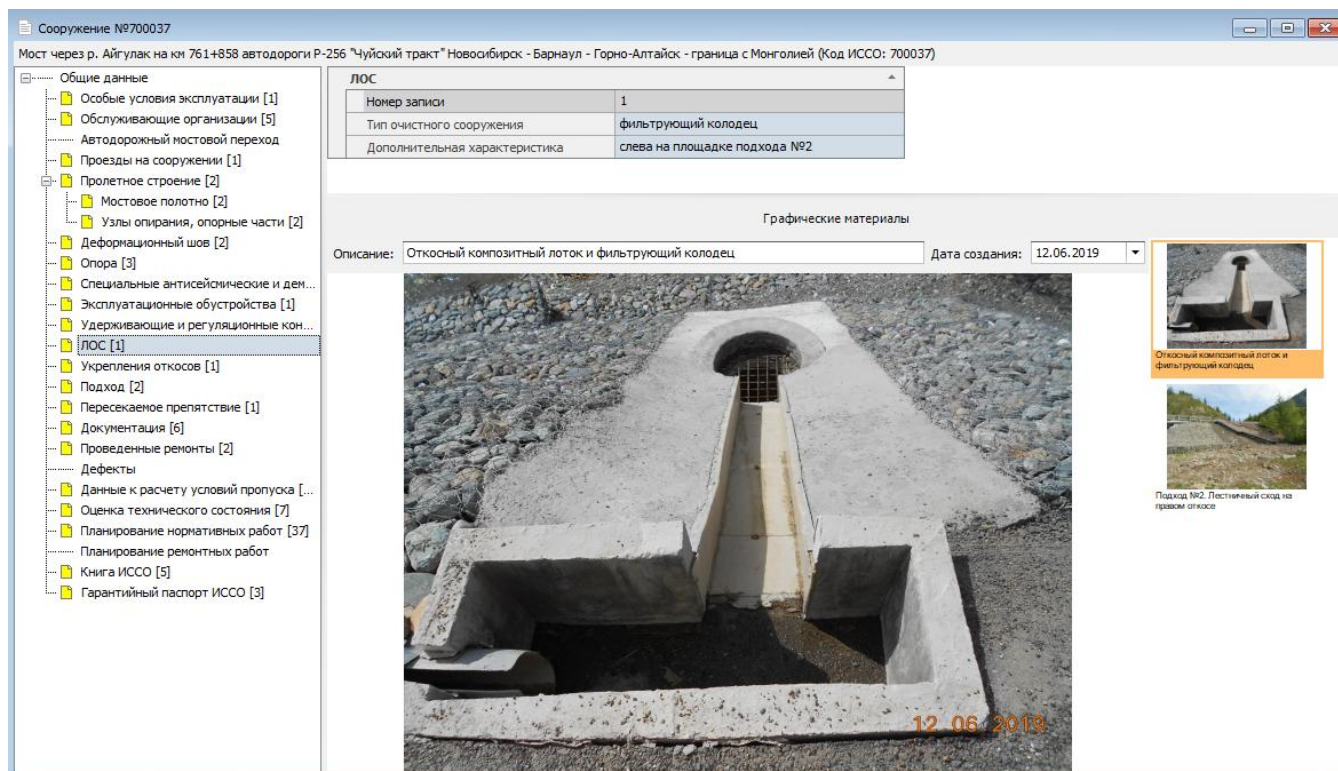 Сооружение №700037
Мост через р. Айгулак на км 761+858 автодороги Р-256 "Чуйский тракт" Новосибирск - Барнаул - Горно-Алтайск - граница с Монголией (Код ИССО: 700037)
Общие данные
Особые условия эксплуатации [1]
Обслуживающие организации [5]
Автодорожный мостовой переход
Проезды на сооружении [1]
Пролетное строение [2]
Мостовое полотно [2]
Узлы опирания, опорные части [2]
Деформационный шов [2]
Опора [3]
Специальные антисейсмические и дем...
Эксплуатационные обустройства [1]
Удерживающие и регуляционные кон...
ЛОС [1]
Укрепления откосов [1]
Подход [2]
Пересекаемое препятствие [1]
Документация [6]
Проведенные ремонты [2]
Дефекты
Данные к расчету условий пропуска [...
Оценка технического состояния [7]
Планирование нормативных работ [37]
Планирование ремонтных работ
Книга ИССО [5]
Гарантийный паспорт ИССО [3]
ЛОС
Номер записи 1
Тип очистного сооружения фильтрующий колодец
Дополнительная характеристика слева на площадке подхода №2
Графические материалы
Описание: Откосный композитный лоток и фильтрующий колодец Дата создания: 12.06.2019
12 06 2019
Откосный композитный лоток и
фильтрующий колодец
Подход №2. Лестничный сход на
правом откосе